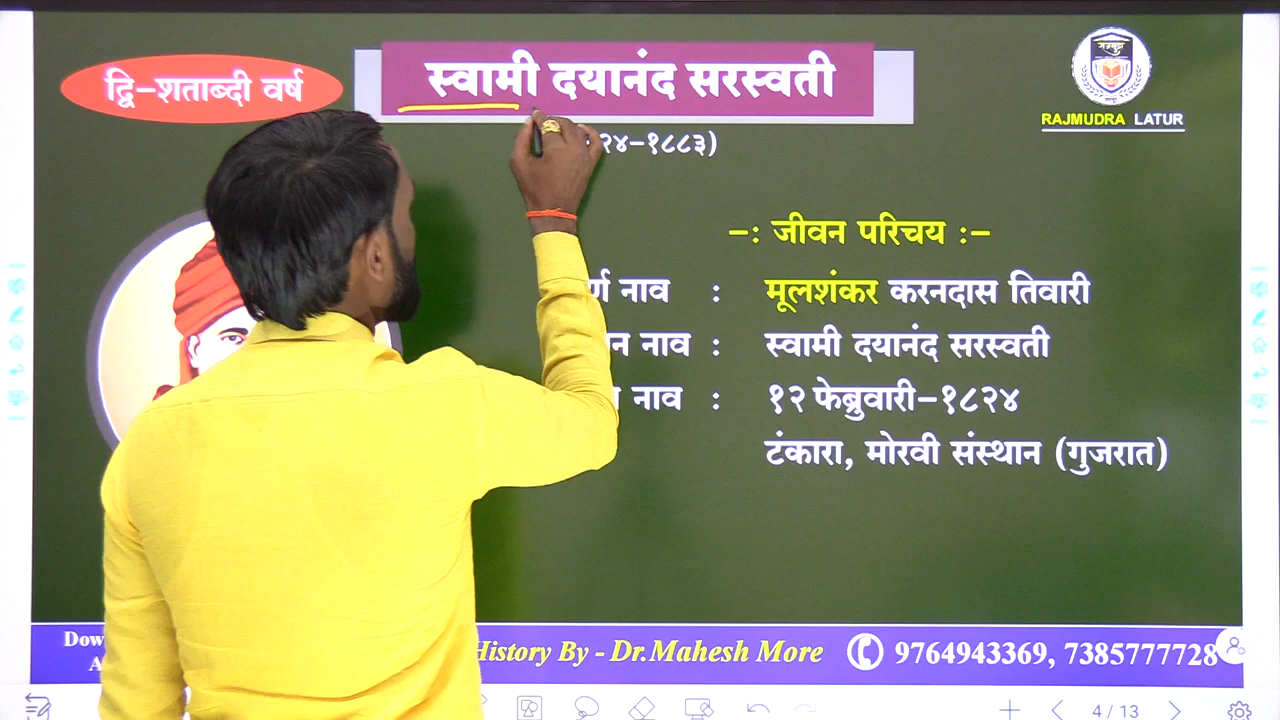 द्वि-शताब्दी वर्ष
स्वामी दयानंद सरस्वती
RAJMUDRA LATUR
२४-१८८३)
-: जीवन परिचय :-
नाव : मूलशंकर करनदास तिवारी
नाव : स्वामी दयानंद सरस्वती
नाव : १२ फेब्रुवारी-१८२४
टंकारा, मोरवी संस्थान (गुजरात)
History By - Dr.Mahesh More
9764943369, 7385777728
4 / 13